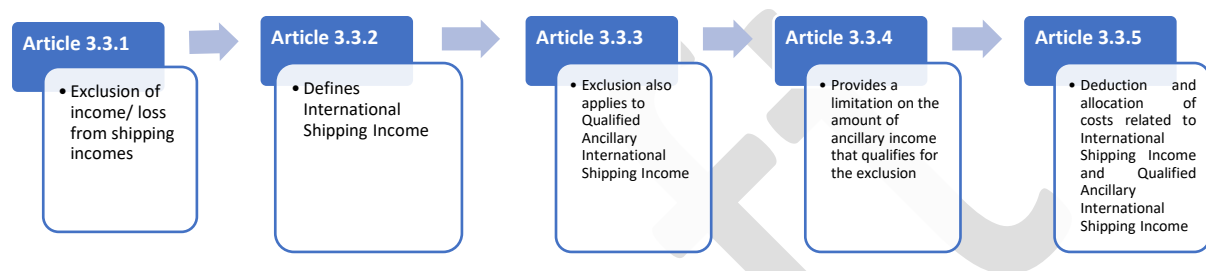 Article 3.3.1
• Exclusion of
income/ loss
from shipping
incomes
Article 3.3.2
• Defines
International
Shipping Income
Article 3.3.3
• Exclusion also
applies to
Qualified
Ancillary
International
Shipping Income
Article 3.3.4
• Provides a
limitation on the
amount of
ancillary income
that qualifies for
the exclusion
Article 3.3.5
• Deduction and
allocation of
costs related to
International
Shipping Income
and Qualified
Ancillary
International
Shipping Income